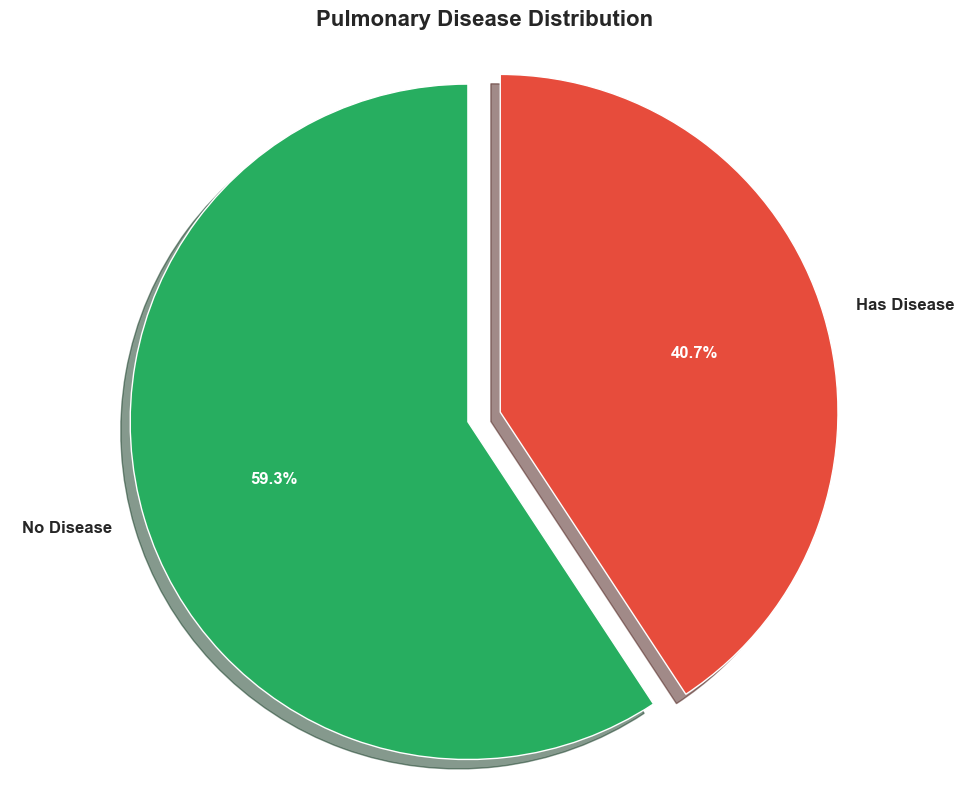 Pulmonary Disease Distribution
Has Disease
40.7%
59.3%
No Disease